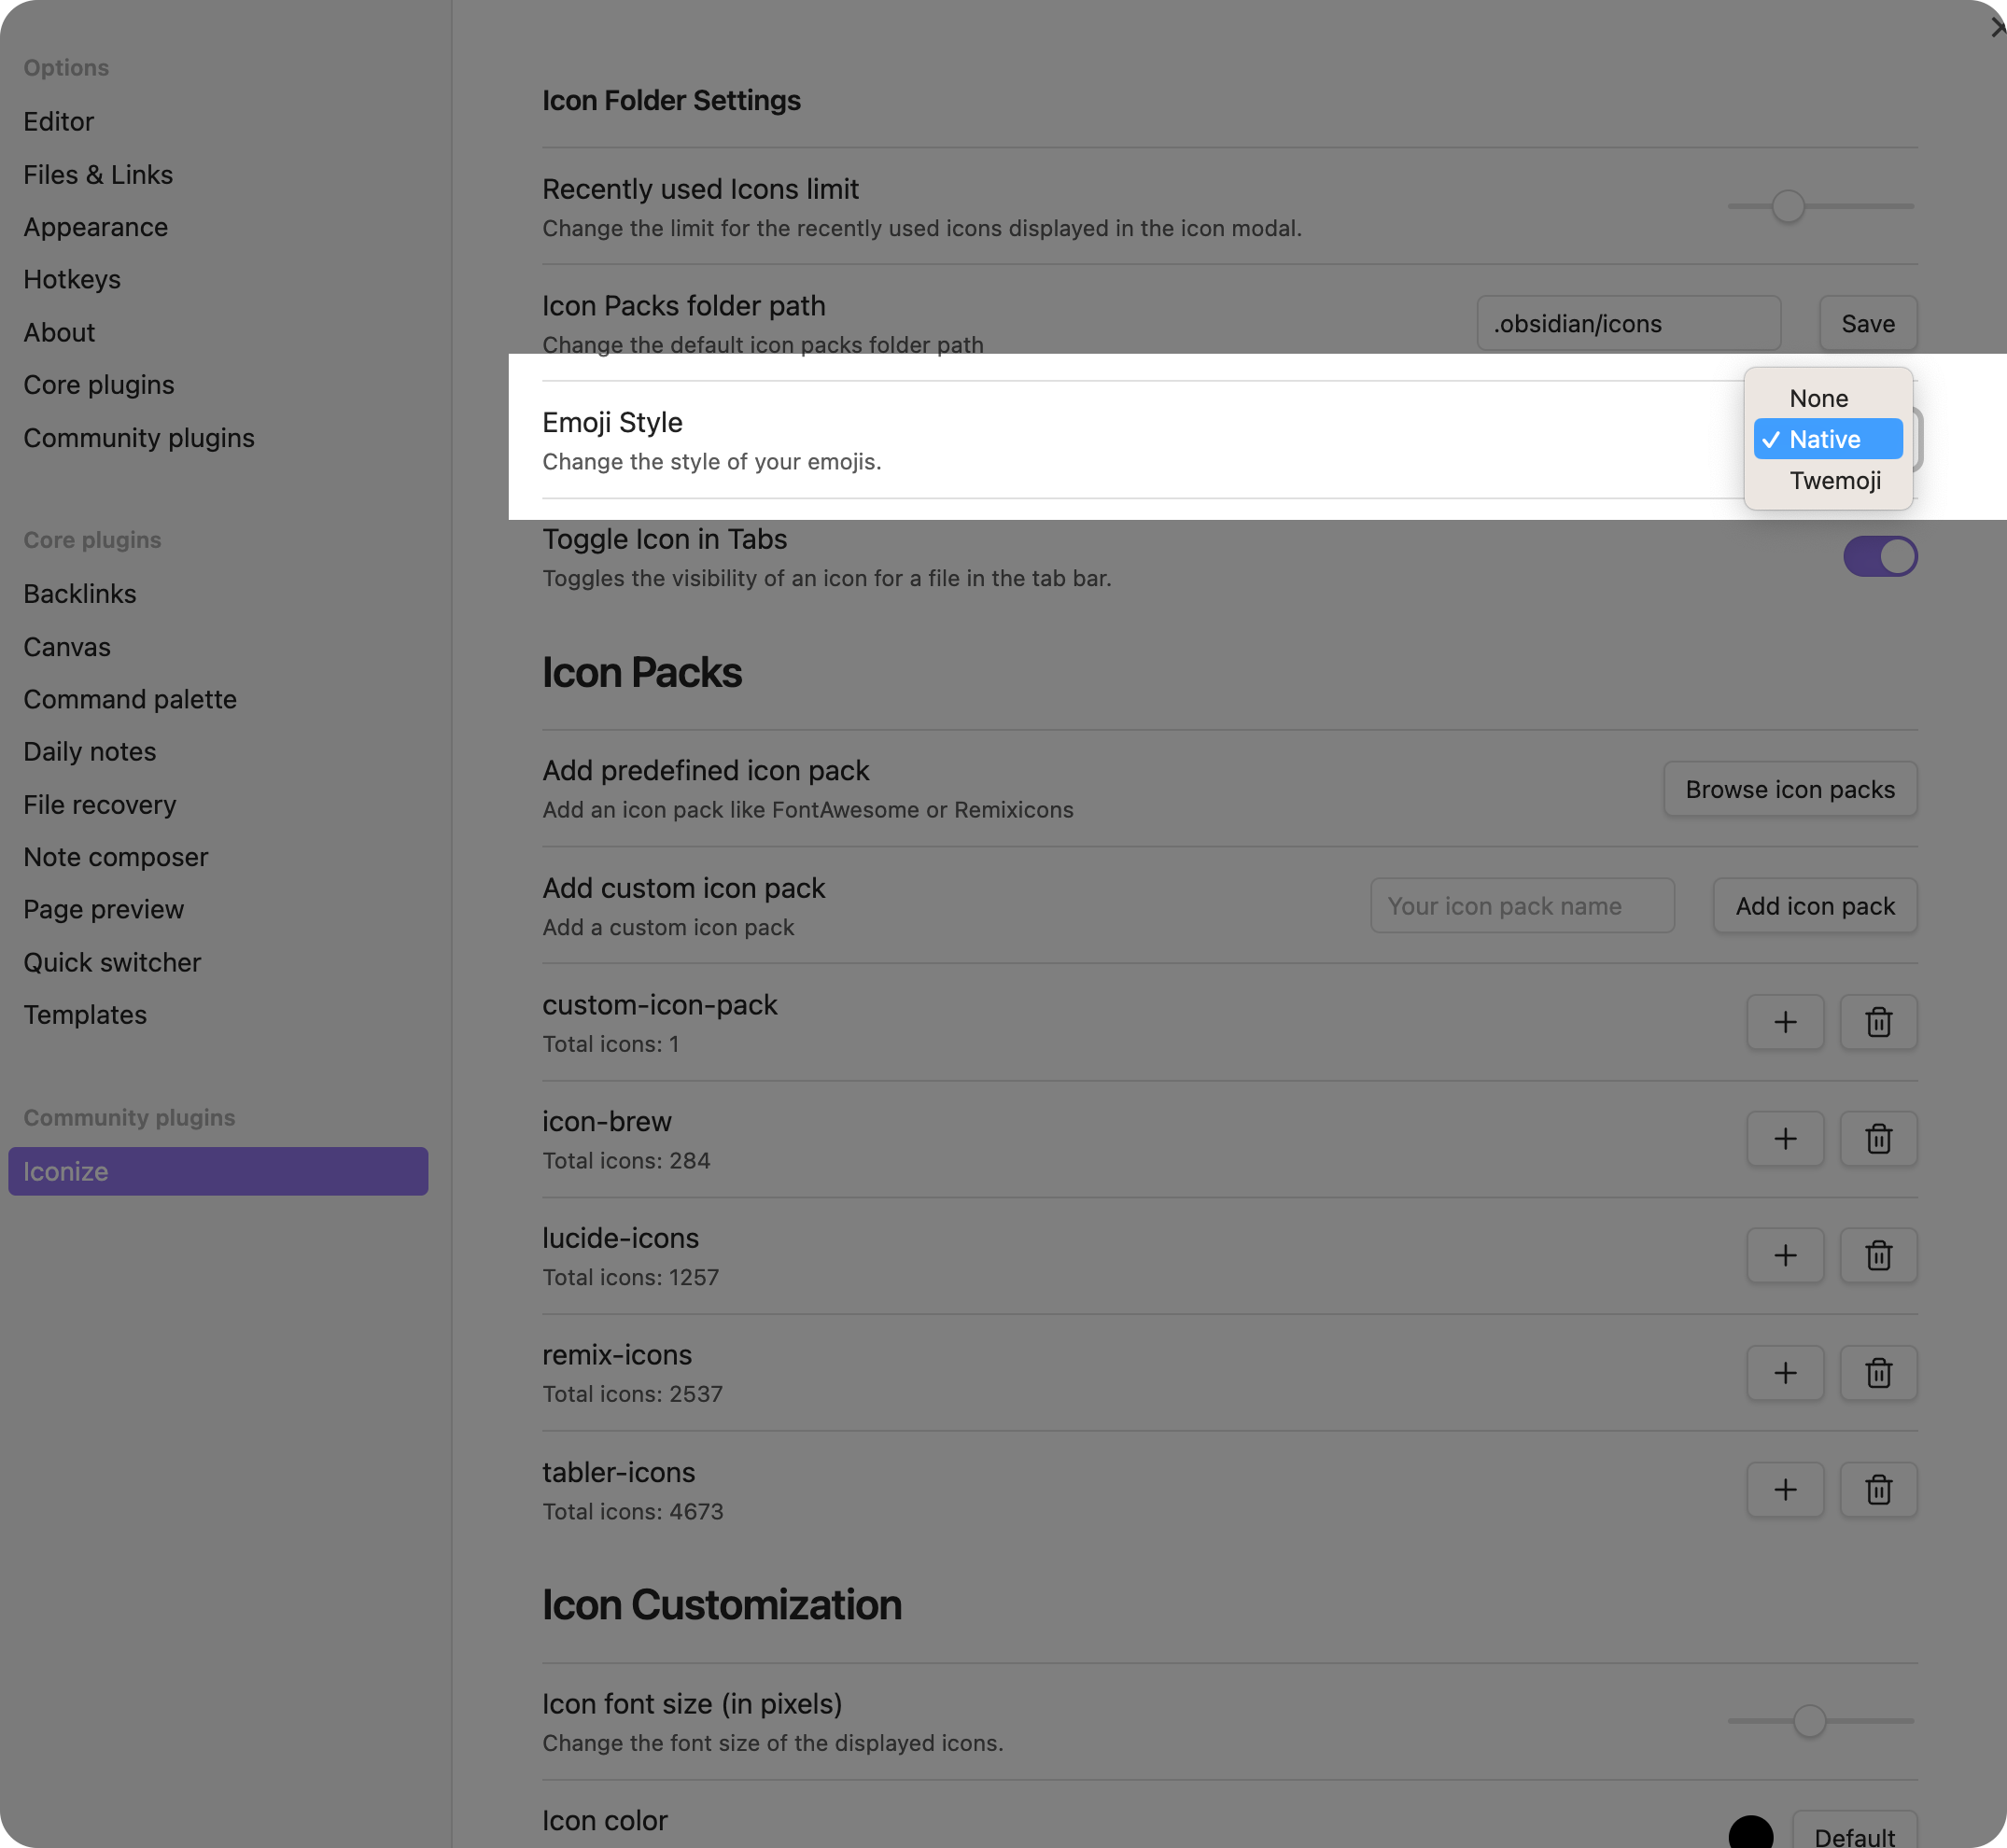 Options
Editor
Files & Links
Appearance
Hotkeys
About
Core plugins
Community plugins
Core plugins
Backlinks
Canvas
Command palette
Daily notes
File recovery
Note composer
Page preview
Quick switcher
Templates
Community plugins
Iconize
Icon Folder Settings
Recently used Icons limit
Change the limit for the recently used icons displayed in the icon modal.
Icon Packs folder path
Change the default icon packs folder path
.obsidian/icons
Save
Emoji Style
Change the style of your emojis.
None
Native
Twemoji
Toggle Icon in Tabs
Toggles the visibility of an icon for a file in the tab bar.
Icon Packs
Add predefined icon pack
Add an icon pack like FontAwesome or Remixicons
Browse icon packs
Add custom icon pack
Add a custom icon pack
Your icon pack name
Add icon pack
custom-icon-pack
Total icons: 1
icon-brew
Total icons: 284
lucide-icons
Total icons: 1257
remix-icons
Total icons: 2537
tabler-icons
Total icons: 4673
Icon Customization
Icon font size (in pixels)
Change the font size of the displayed icons.
Icon color
Default